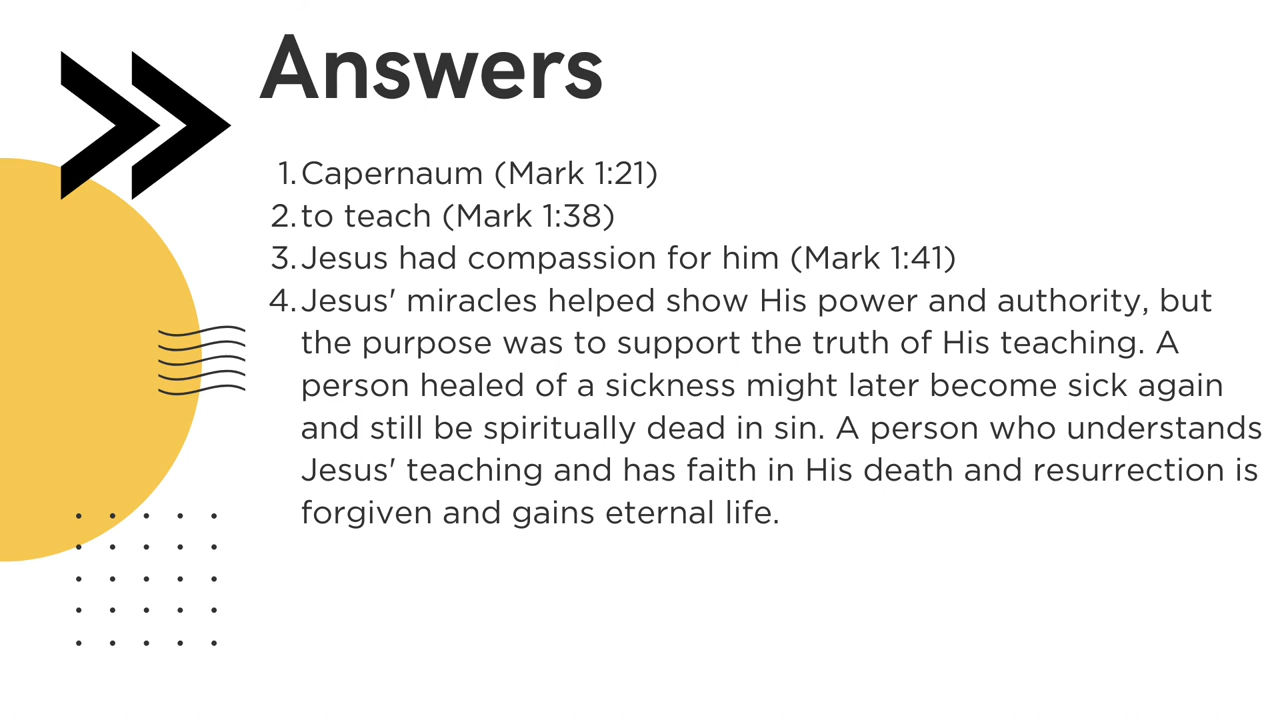 Answers
1. Capernaum (Mark 1:21)
2. to teach (Mark 1:38)
3. Jesus had compassion for him (Mark 1:41)
4. Jesus' miracles helped show His power and authority, but
the purpose was to support the truth of His teaching. A
person healed of a sickness might later become sick again
and still be spiritually dead in sin. A person who understands
Jesus' teaching and has faith in His death and resurrection is
forgiven and gains eternal life.